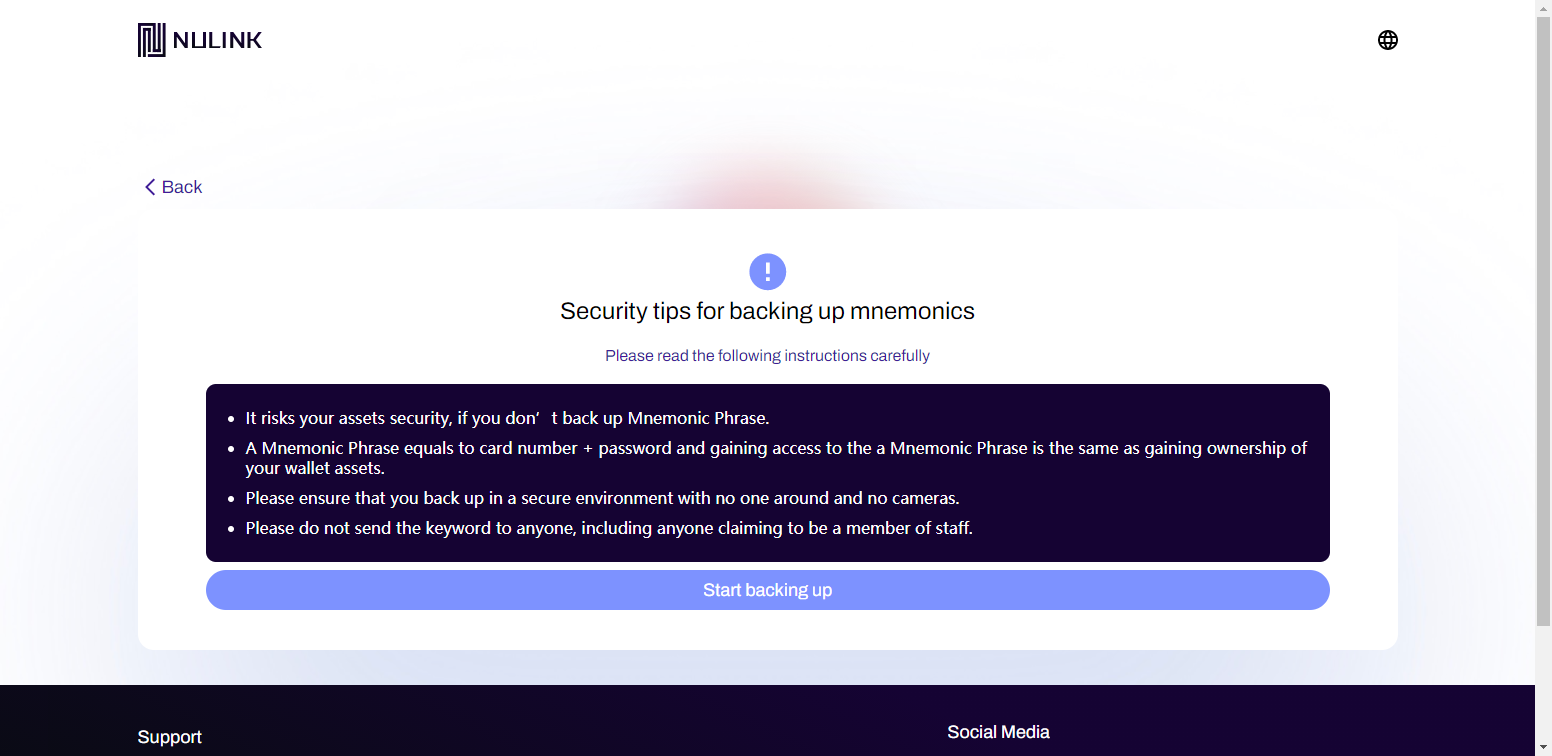 NULINK
Back
Security tips for backing up mnemonics
Please read the following instructions carefully
• It risks your assets security, if you don’ t back up Mnemonic Phrase.
• A Mnemonic Phrase equals to card number + password and gaining access to the a Mnemonic Phrase is the same as gaining ownership of
your wallet assets.
• Please ensure that you back up in a secure environment with no one around and no cameras.
• Please do not send the keyword to anyone, including anyone claiming to be a member of staff.
Start backing up
Support
Social Media